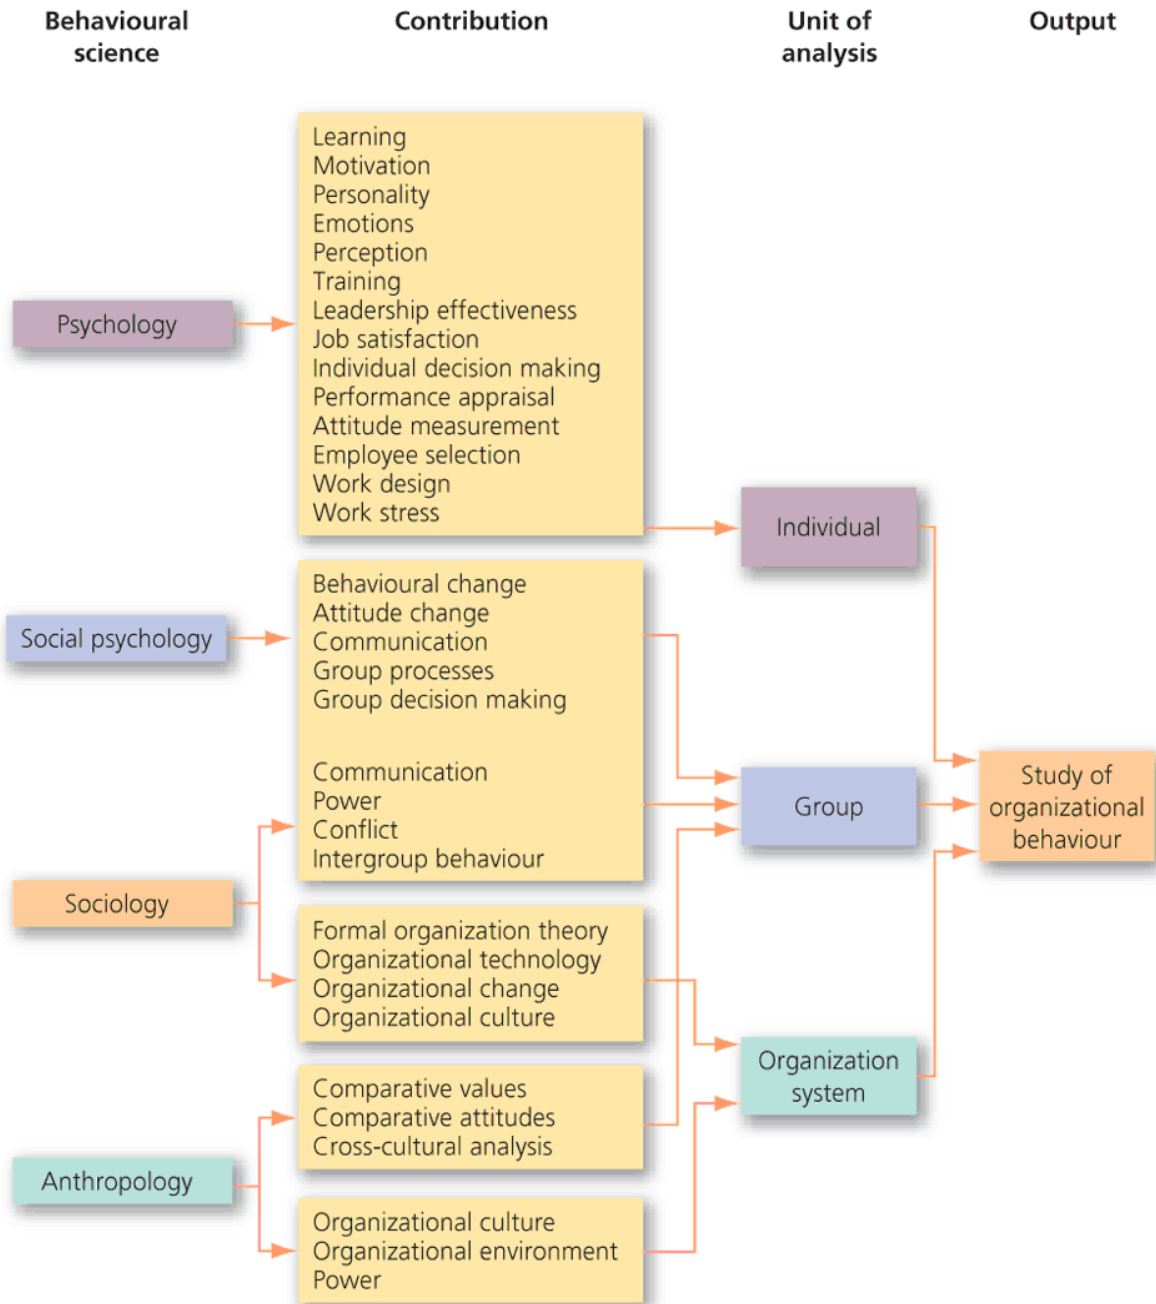 Behavioural
science
Contribution
Unit of
analysis
Output
Psychology
Learning
Motivation
Personality
Emotions
Perception
Training
Leadership effectiveness
Job satisfaction
Individual decision making
Performance appraisal
Attitude measurement
Employee selection
Work design
Work stress
Individual
Social psychology
Behavioural change
Attitude change
Communication
Group processes
Group decision making
Communication
Power
Conflict
Intergroup behaviour
Group
Study of
organizational
behaviour
Sociology
Formal organization theory
Organizational technology
Organizational change
Organizational culture
Organization
system
Anthropology
Comparative values
Comparative attitudes
Cross-cultural analysis
Organizational culture
Organizational environment
Power